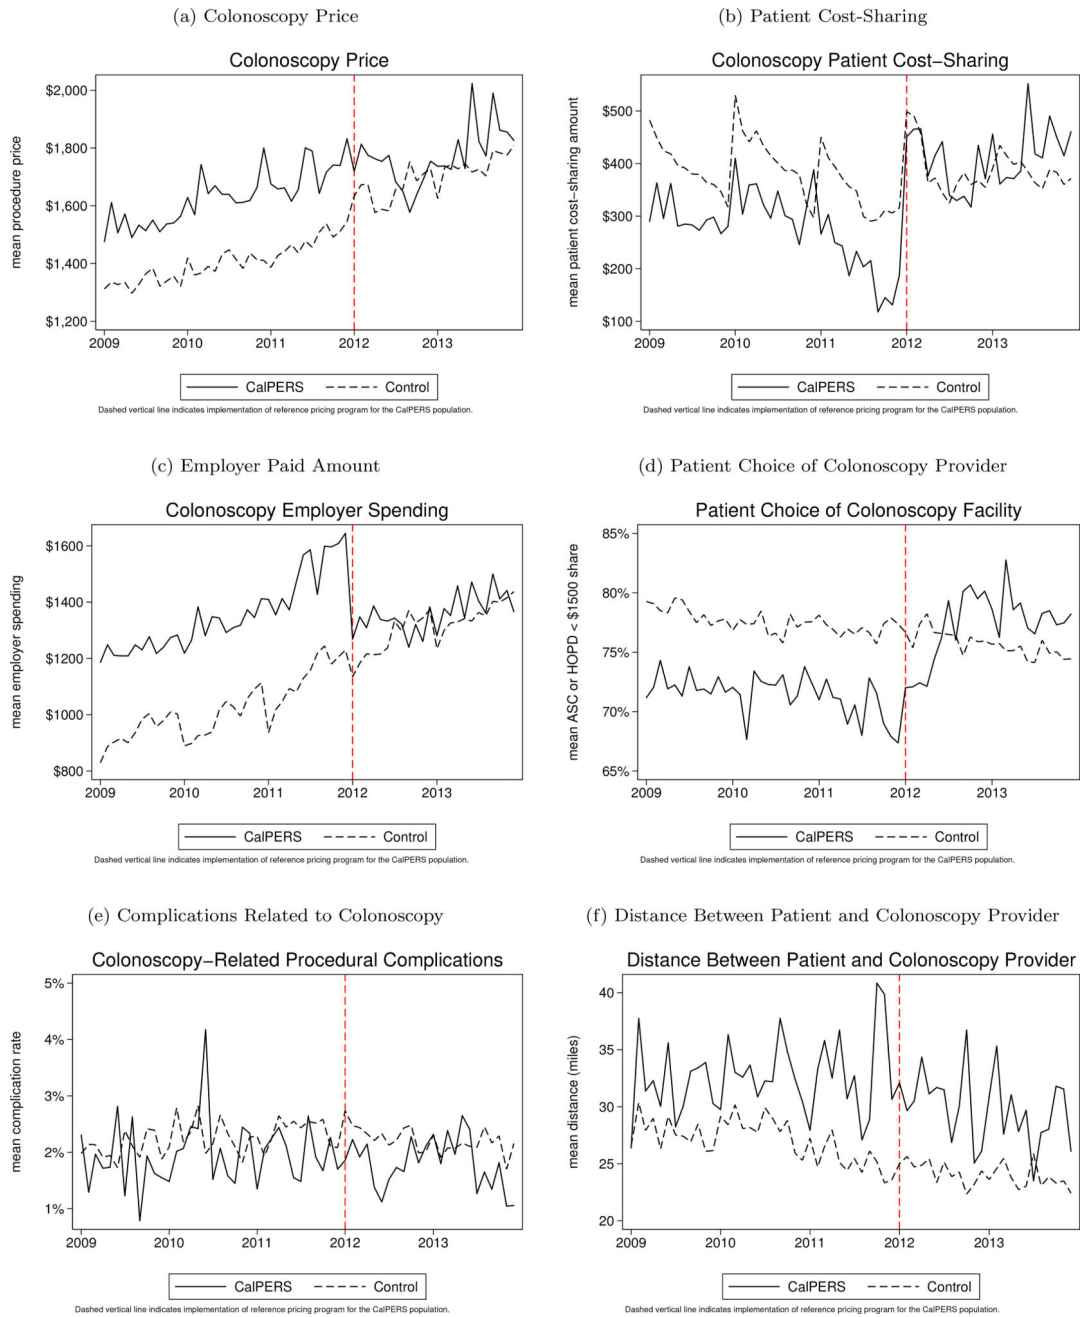 (a) Colonoscopy Price
Colonoscopy Price
mean procedure price
$2,000
$1,800
$1,600
$1,400
$1,200
2009 2010 2011 2012 2013
CalPERS Control
Dashed vertical line indicates implementation of reference pricing program for the CalPERS population.
(b) Patient Cost-Sharing
Colonoscopy Patient Cost−Sharing
mean patient cost-sharing amount
$500
$400
$300
$200
$100
2009 2010 2011 2012 2013
CalPERS Control
Dashed vertical line indicates implementation of reference pricing program for the CalPERS population.
(c) Employer Paid Amount
Colonoscopy Employer Spending
mean employer spending
$1600
$1400
$1200
$1000
$800
2009 2010 2011 2012 2013
CalPERS Control
Dashed vertical line indicates implementation of reference pricing program for the CalPERS population.
(d) Patient Choice of Colonoscopy Provider
Patient Choice of Colonoscopy Facility
mean ASC or HOPD < $1500 share
85%
80%
75%
70%
65%
2009 2010 2011 2012 2013
CalPERS Control
Dashed vertical line indicates implementation of reference pricing program for the CalPERS population.
(e) Complications Related to Colonoscopy
Colonoscopy−Related Procedural Complications
mean complication rate
5%
4%
3%
2%
1%
2009 2010 2011 2012 2013
CalPERS Control
Dashed vertical line indicates implementation of reference pricing program for the CalPERS population.
(f) Distance Between Patient and Colonoscopy Provider
Distance Between Patient and Colonoscopy Provider
mean distance (miles)
40
35
30
25
20
2009 2010 2011 2012 2013
CalPERS Control
Dashed vertical line indicates implementation of reference pricing program for the CalPERS population.